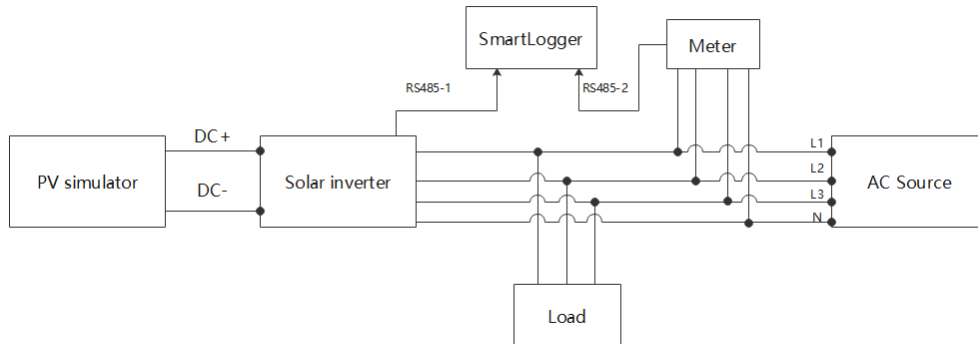 SmartLogger
Meter
RS485-1
RS485-2
DC+
DC-
PV simulator
Solar inverter
L1
L2
L3
N
AC Source
Load